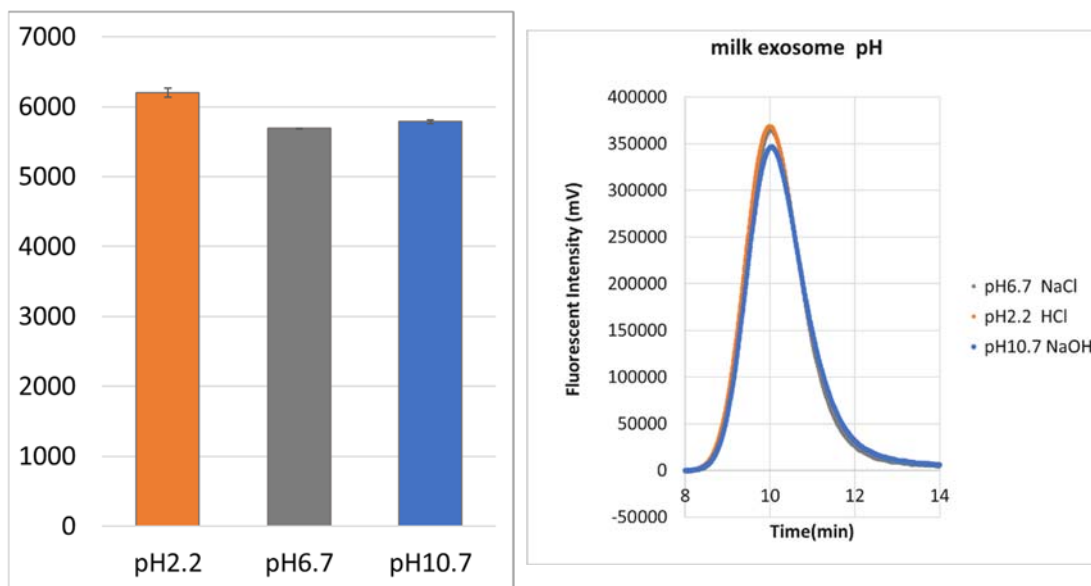 7000
6000
5000
4000
3000
2000
1000
0
pH2.2 pH6.7 pH10.7
milk exosome pH
Fluorescent Intensity (mV)
400000
350000
300000
250000
200000
150000
100000
50000
0
-50000
8 10 12 14
Time(min)
pH6.7 NaCl
pH2.2 HCl
pH10.7 NaOH